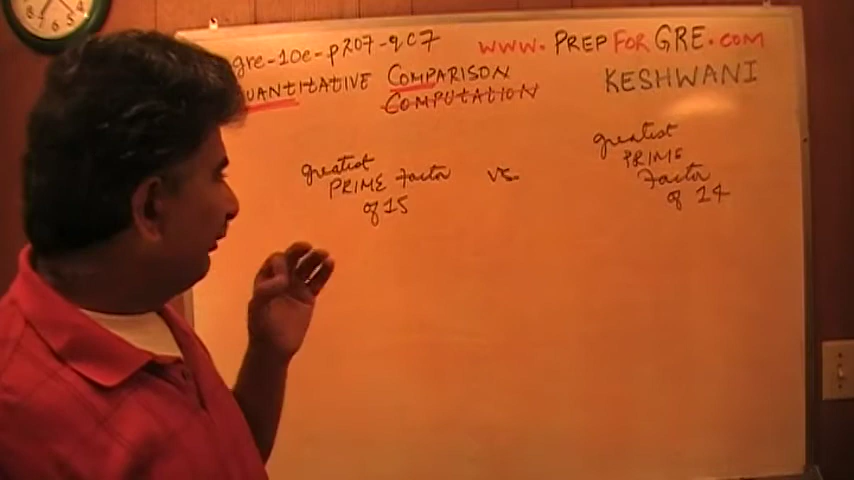 gre-10e-p207-qc7
WWW.PREPFORGRE.COM
QUANTITATIVE COMPARISON
COMPUTATION
KESHWANI
greatest
PRIME Factor
of 15
vs.
greatest
PRIME
Factor
of 14